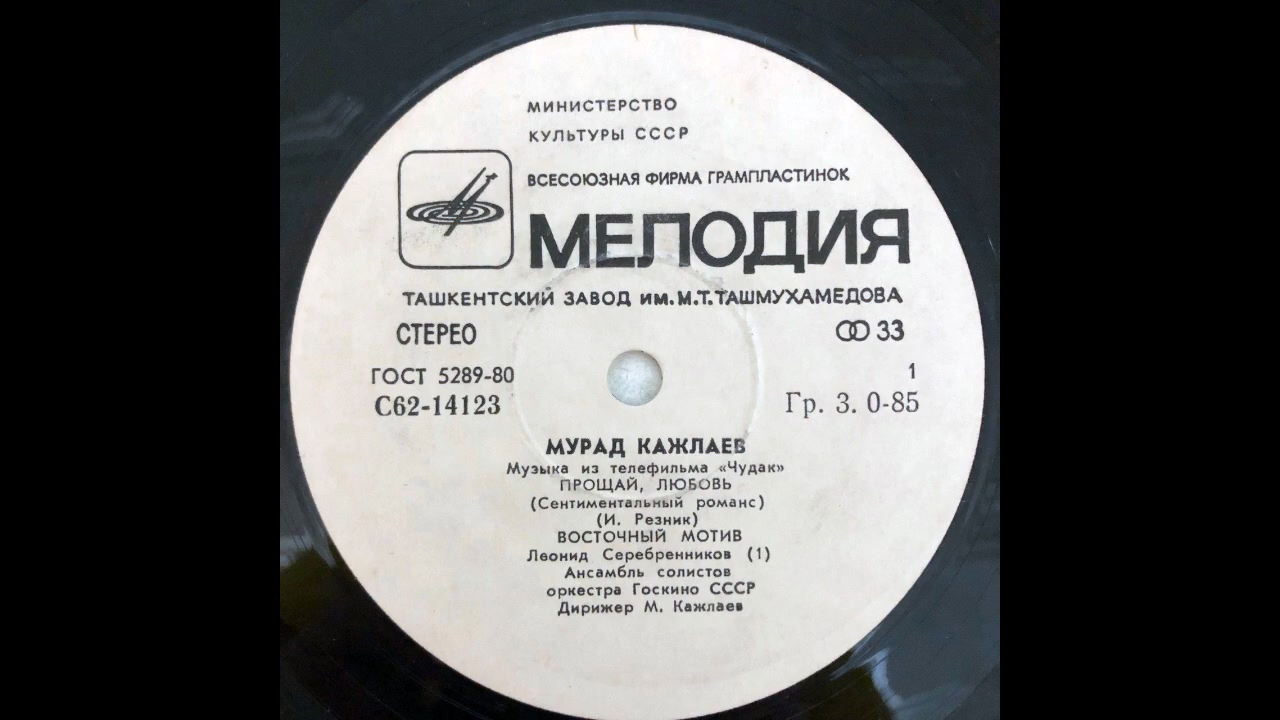 МИНИСТЕРСТВО
КУЛЬТУРЫ СССР
ВСЕСОЮЗНАЯ ФИРМА ГРАМПЛАСТИНОК
МЕЛОДИЯ
ТАШКЕНТСКИЙ ЗАВОД им. М.Т. ТАШМУХАМЕДОВА
СТЕРЕО 33
ГОСТ 5289-80 1
С62-14123 Гр. 3. 0-85
МУРАД КАЖЛАЕВ
Музыка из телефильма «Чудак»
ПРОЩАЙ, ЛЮБОВЬ
(Сентиментальный романс)
(И. Резник)
ВОСТОЧНЫЙ МОТИВ
Леонид Серебренников (1)
Ансамбль солистов
оркестра Госкино СССР
Дирижер М. Кажлаев